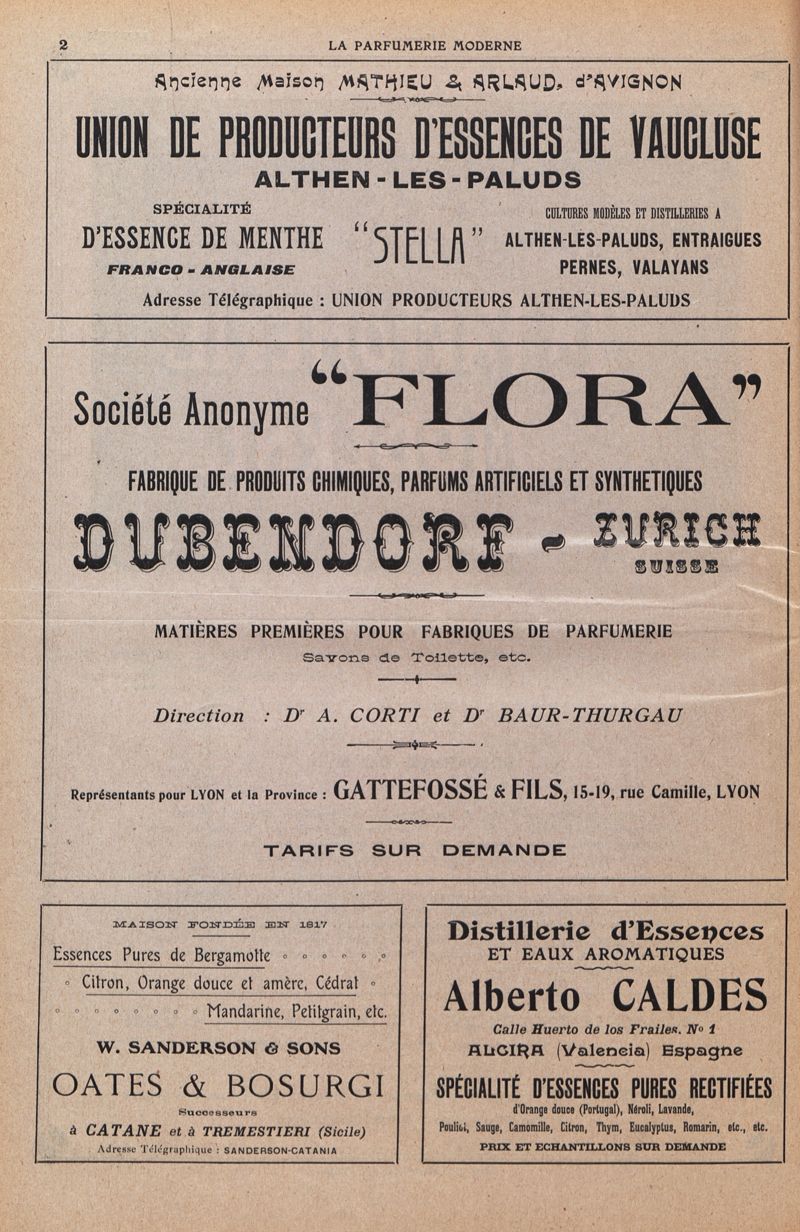 2
LA PARFUMERIE MODERNE
Ancienne Maison MATHIEU & ARLAUD, d'AVIGNON
UNION DE PRODUCTEURS D'ESSENCES DE VAUCLUSE
ALTHEN-LES-PALUDS
SPÉCIALITÉ
D'ESSENCE DE MENTHE
FRANCO-ANGLAISE
"STELLA"
CULTURES MODÈLES ET DISTILLERIES A
ALTHEN-LES-PALUDS, ENTRAIGUES
PERNES, VALAYANS
Adresse Télégraphique : UNION PRODUCTEURS ALTHEN-LES-PALUDS
Société Anonyme "FLORA"
FABRIQUE DE PRODUITS CHIMIQUES, PARFUMS ARTIFICIELS ET SYNTHETIQUES
DUBENDORF - ZURICH
SUISSE
MATIÈRES PREMIÈRES POUR FABRIQUES DE PARFUMERIE
Savons de Toilette, etc.
Direction : Dr A. CORTI et Dr BAUR-THURGAU
Représentants pour LYON et la Province : GATTEFOSSÉ & FILS, 15-19, rue Camille, LYON
TARIFS SUR DEMANDE
MAISON FONDÉE EN 1817
Essences Pures de Bergamotte
Citron, Orange douce et amère, Cédrat
Mandarine, Petitgrain, etc.
W. SANDERSON & SONS
OATES & BOSURGI
Successeurs
à CATANE et à TREMESTIERI (Sicile)
Adresse Télégraphique : SANDERSON-CATANIA
Distillerie d'Essences
ET EAUX AROMATIQUES
Alberto CALDES
Calle Huerto de los Frailes. No 1
ALCIRA (Valencia) Espagne
SPÉCIALITÉ D'ESSENCES PURES RECTIFIÉES
d'Orange douce (Portugal), Néroli, Lavande,
Pouliot, Sauge, Camomille, Citron, Thym, Eucalyptus, Romarin, etc., etc.
PRIX ET ECHANTILLONS SUR DEMANDE